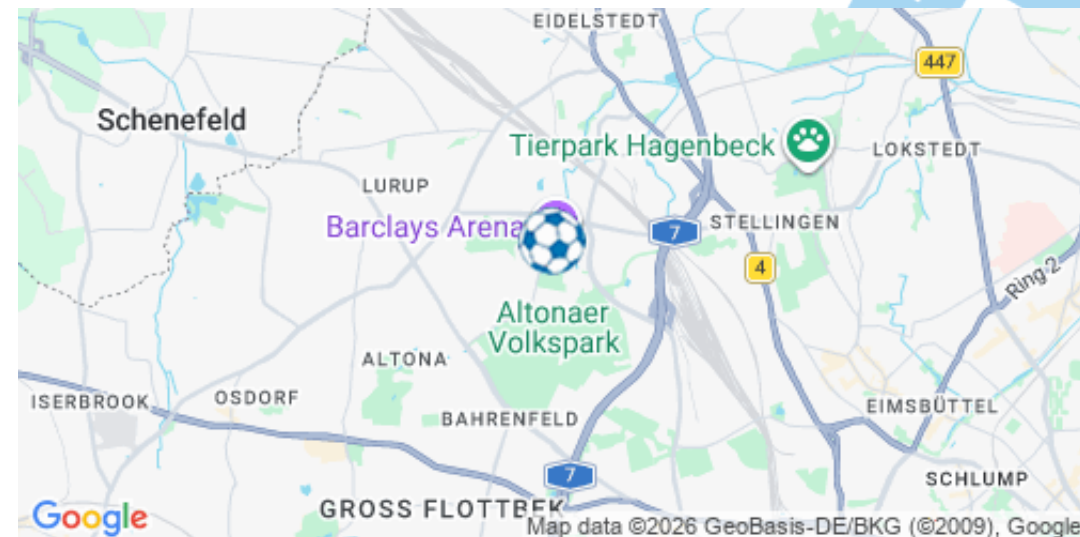 EIDELSTEDT
447
Schenefeld
Tierpark Hagenbeck
LOKSTEDT
LURUP
Barclays Arena
7
STELLINGEN
4
Ring 2
Altonaer
Volkspark
ALTONA
ISERBROOK
OSDORF
BAHRENFELD
EIMSBÜTTEL
7
SCHLUMP
GROSS FLOTTBEK
Google
Map data ©2026 GeoBasis-DE/BKG (©2009), Google